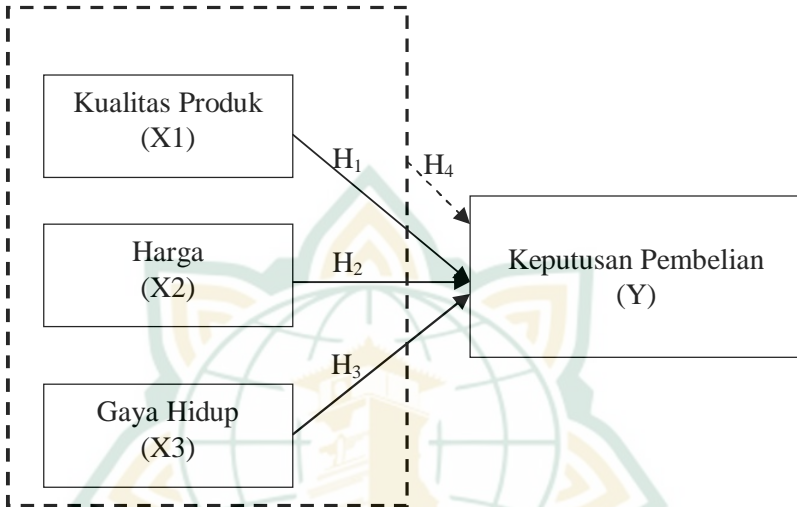 Kualitas Produk
(X1)
H₁
H₄
Harga
(X2)
H₂
Keputusan Pembelian
(Y)
H₃
Gaya Hidup
(X3)